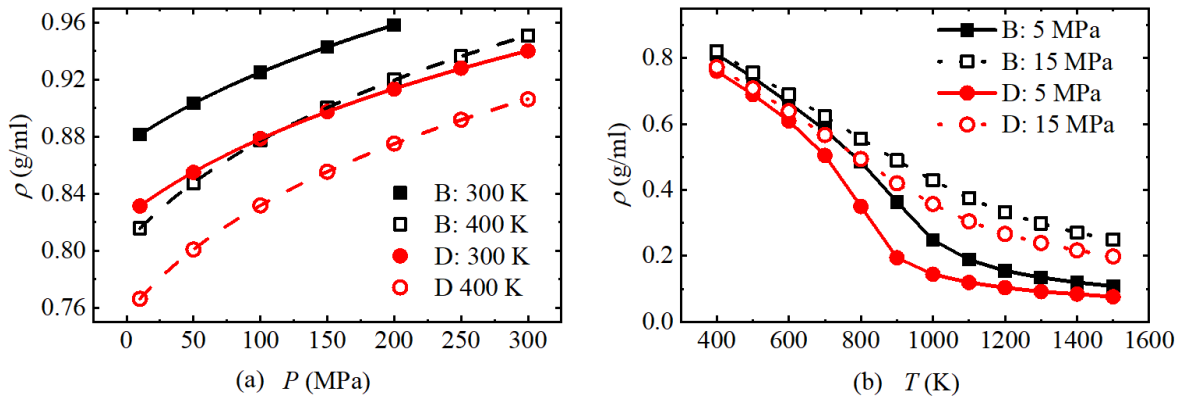 ρ (g/ml)
0.96
0.92
0.88
0.84
0.80
0.76
B: 300 K
B: 400 K
D: 300 K
D 400 K
0 50 100 150 200 250 300
(a) P (MPa)
ρ (g/ml)
0.8
0.6
0.4
0.2
0.0
B: 5 MPa
B: 15 MPa
D: 5 MPa
D: 15 MPa
400 600 800 1000 1200 1400 1600
(b) T (K)